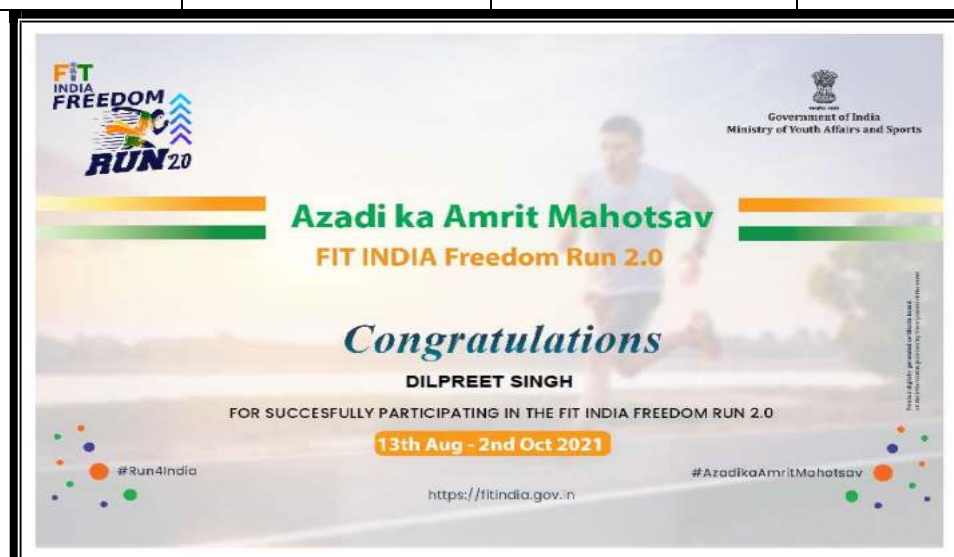 FiT
INDIA
FREEDOM
RUN 2.0
Government of India
Ministry of Youth Affairs and Sports
Azadi ka Amrit Mahotsav
FIT INDIA Freedom Run 2.0
Congratulations
DILPREET SINGH
FOR SUCCESFULLY PARTICIPATING IN THE FIT INDIA FREEDOM RUN 2.0
13th Aug - 2nd Oct 2021
#Run4India
#AzadikaAmritMahotsav
https://fitindia.gov.in